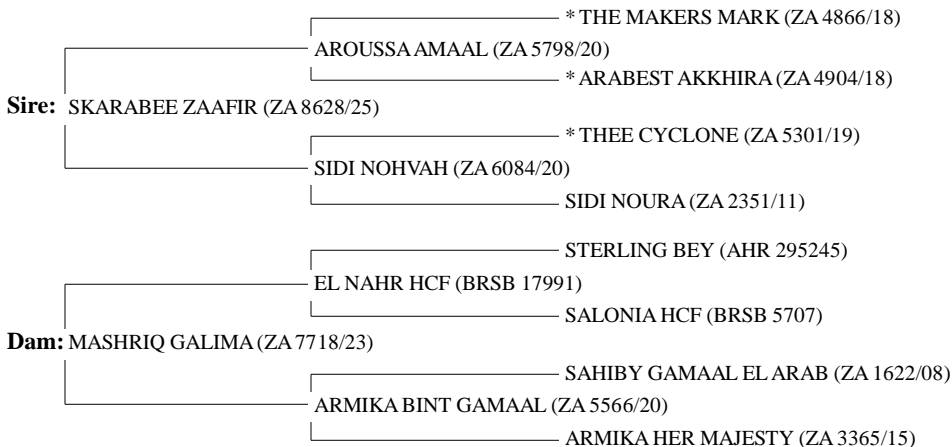 * THE MAKERS MARK (ZA 4866/18)
AROUSSA AMAAL (ZA 5798/20)
* ARABEST AKKHIRA (ZA 4904/18)
Sire: SKARABEE ZAAFIR (ZA 8628/25)
* THEE CYCLONE (ZA 5301/19)
SIDI NOHVAH (ZA 6084/20)
SIDI NOURA (ZA 2351/11)
STERLING BEY (AHR 295245)
EL NAHR HCF (BRSB 17991)
SALONIA HCF (BRSB 5707)
Dam: MASHRIQ GALIMA (ZA 7718/23)
SAHIBY GAMAAL EL ARAB (ZA 1622/08)
ARMIKA BINT GAMAAL (ZA 5566/20)
ARMIKA HER MAJESTY (ZA 3365/15)